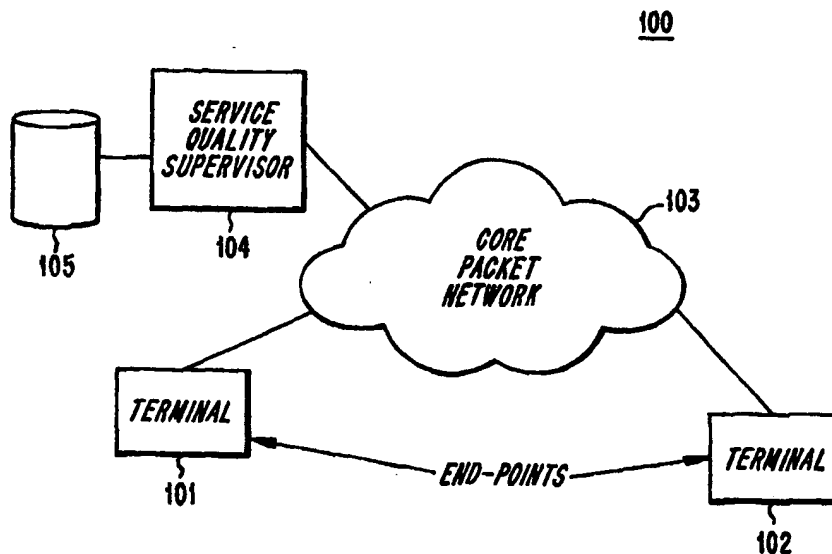 100
SERVICE
QUALITY
SUPERVISOR
105
104
103
CORE
PACKET
NETWORK
TERMINAL
101
END-POINTS
TERMINAL
102